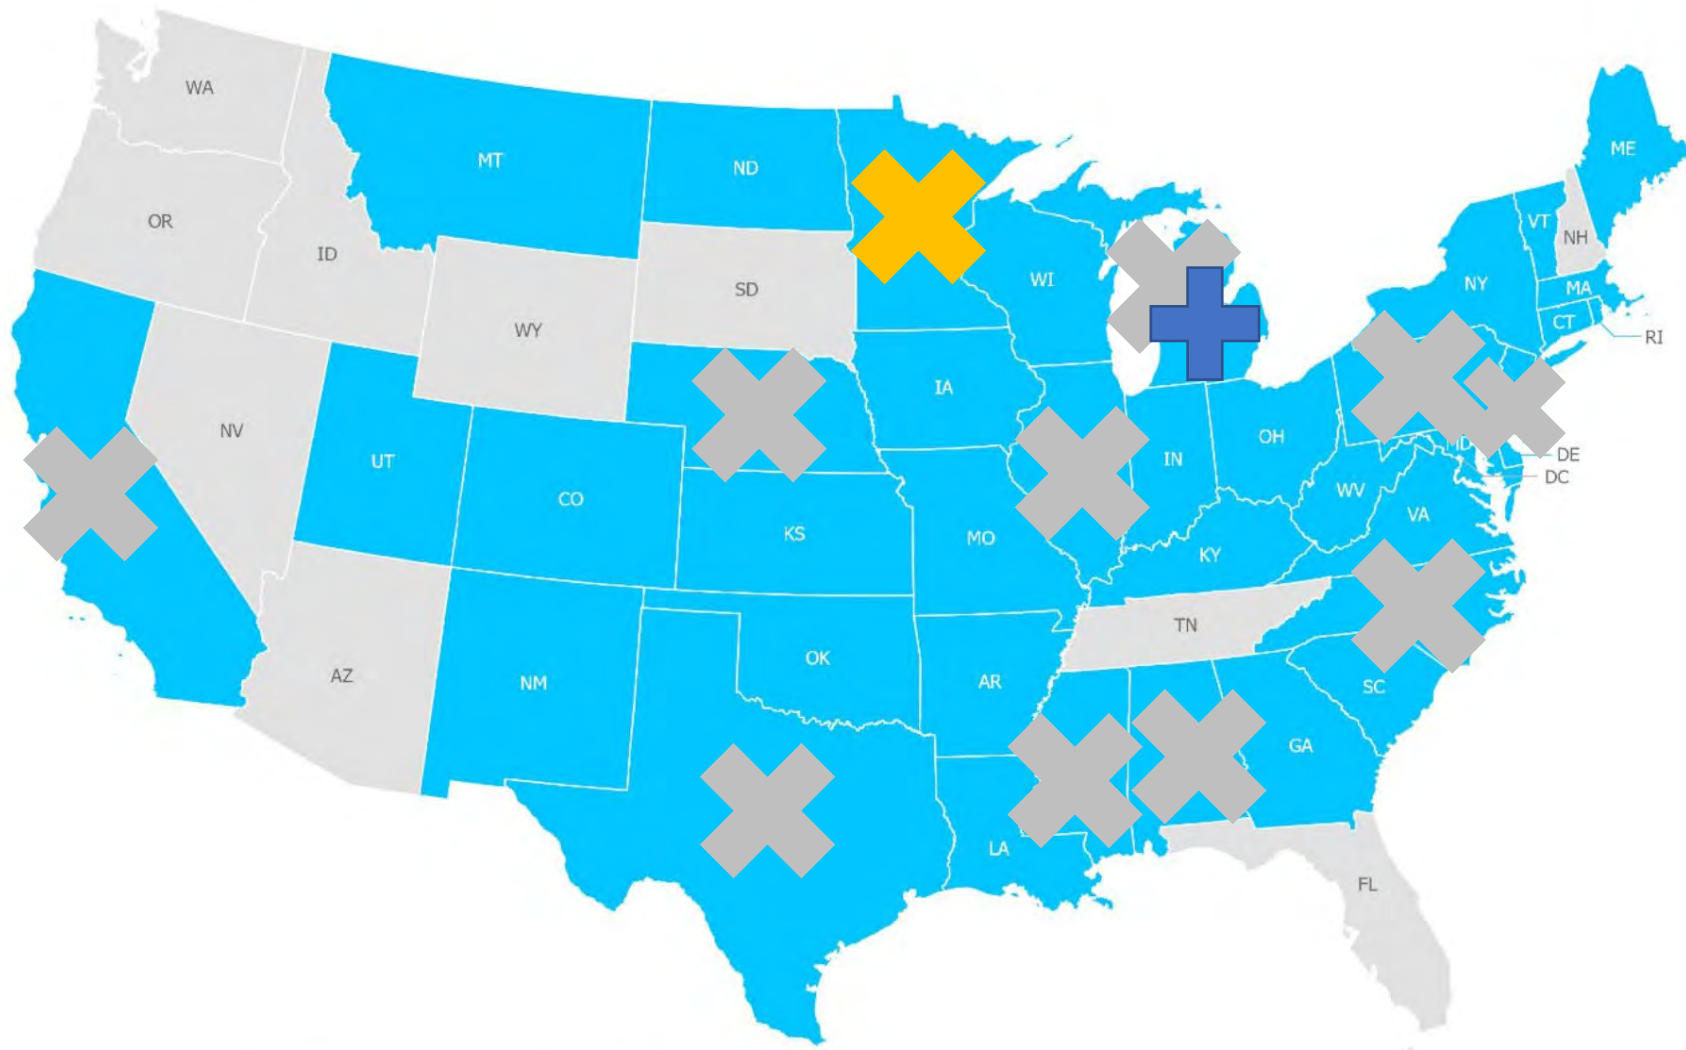 WA
MT
ND
ME
OR
ID
VT
NH
SD
WI
NY
MA
WY
CT
RI
IA
NV
UT
CO
IN
OH
MD
DE
DC
KS
MO
WV
VA
KY
TN
AZ
NM
OK
AR
SC
GA
LA
FL